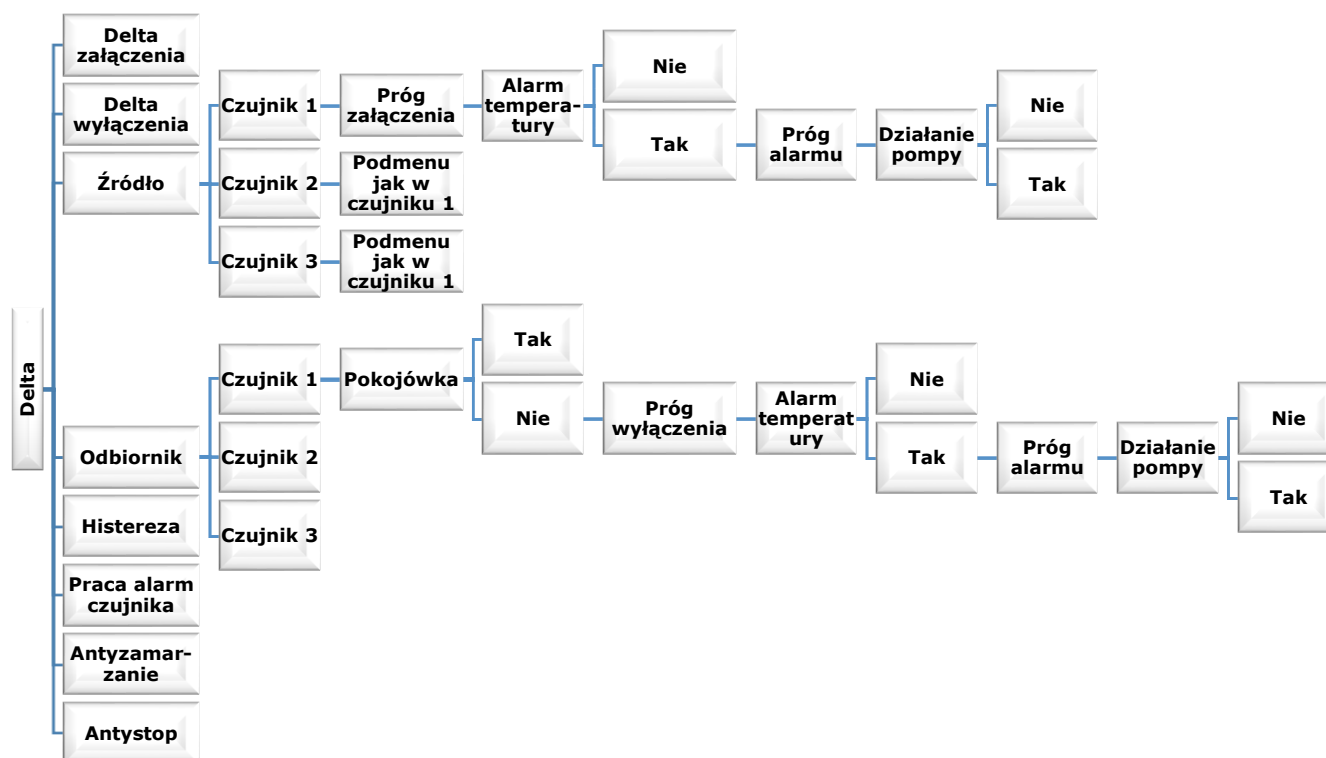 Delta
Delta
załączenia
Delta
wyłączenia
Źródło
Czujnik 1
Próg
załączenia
Alarm
tempera-
tury
Nie
Tak
Próg
alarmu
Działanie
pompy
Nie
Tak
Czujnik 2
Podmenu
jak w
czujniku 1
Czujnik 3
Podmenu
jak w
czujniku 1
Odbiornik
Czujnik 1
Pokojówka
Tak
Nie
Próg
wyłączenia
Alarm
temperat
ury
Nie
Tak
Próg
alarmu
Działanie
pompy
Nie
Tak
Czujnik 2
Czujnik 3
Histereza
Praca alarm
czujnika
Antyzamar-
zanie
Antystop